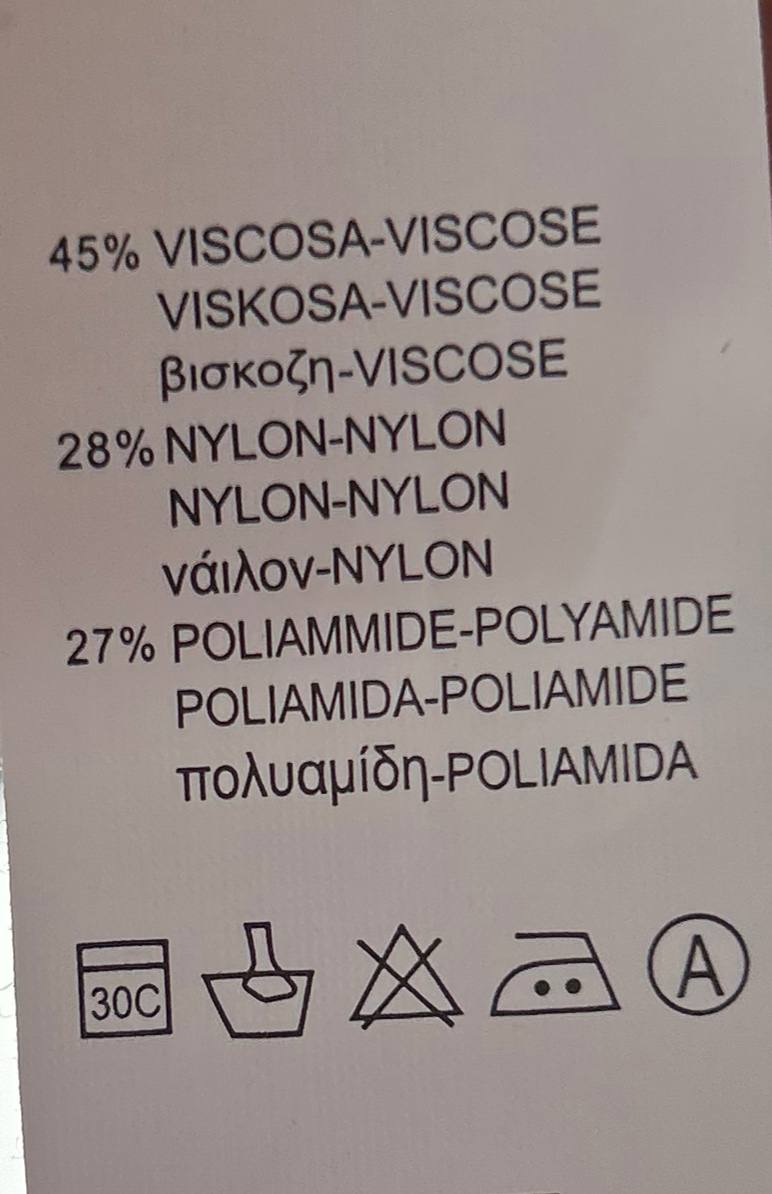 45% VISCOSA-VISCOSE
VISKOSA-VISCOSE
βισκοζη-VISCOSE
28% NYLON-NYLON
NYLON-NYLON
νάιλον-NYLON
27% POLIAMMIDE-POLYAMIDE
POLIAMIDA-POLIAMIDE
πολυαμίδη-POLIAMIDA
30C A